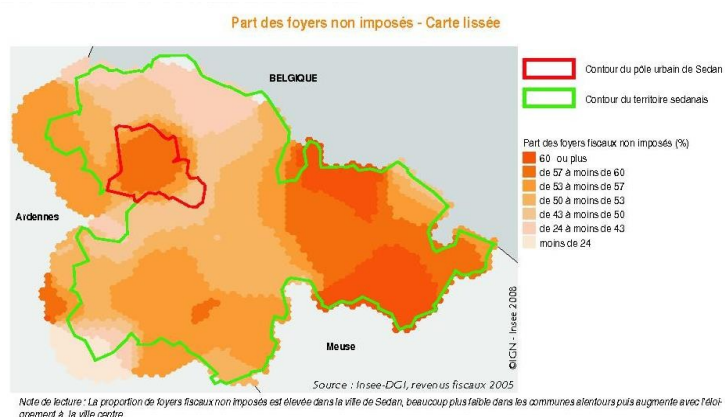 Part des foyers non imposés - Carte lissée
BELGIQUE
Contour du pôle urbain de Sedan
Contour du territoire sedanais
Part des foyers fiscaux non imposés (%)
60 ou plus
de 57 à moins de 60
de 53 à moins de 57
de 50 à moins de 53
de 43 à moins de 50
de 24 à moins de 43
moins de 24
Ardennes
Meuse
©IGN - Insee 2008
Source : Insee-DGI, revenus fiscaux 2005
Note de lecture : La proportion de foyers fiscaux non imposés est élevée dans la ville de Sedan, beaucoup plus faible dans les communes alentours puis augmente avec l'éloi-
gnement à la ville centre